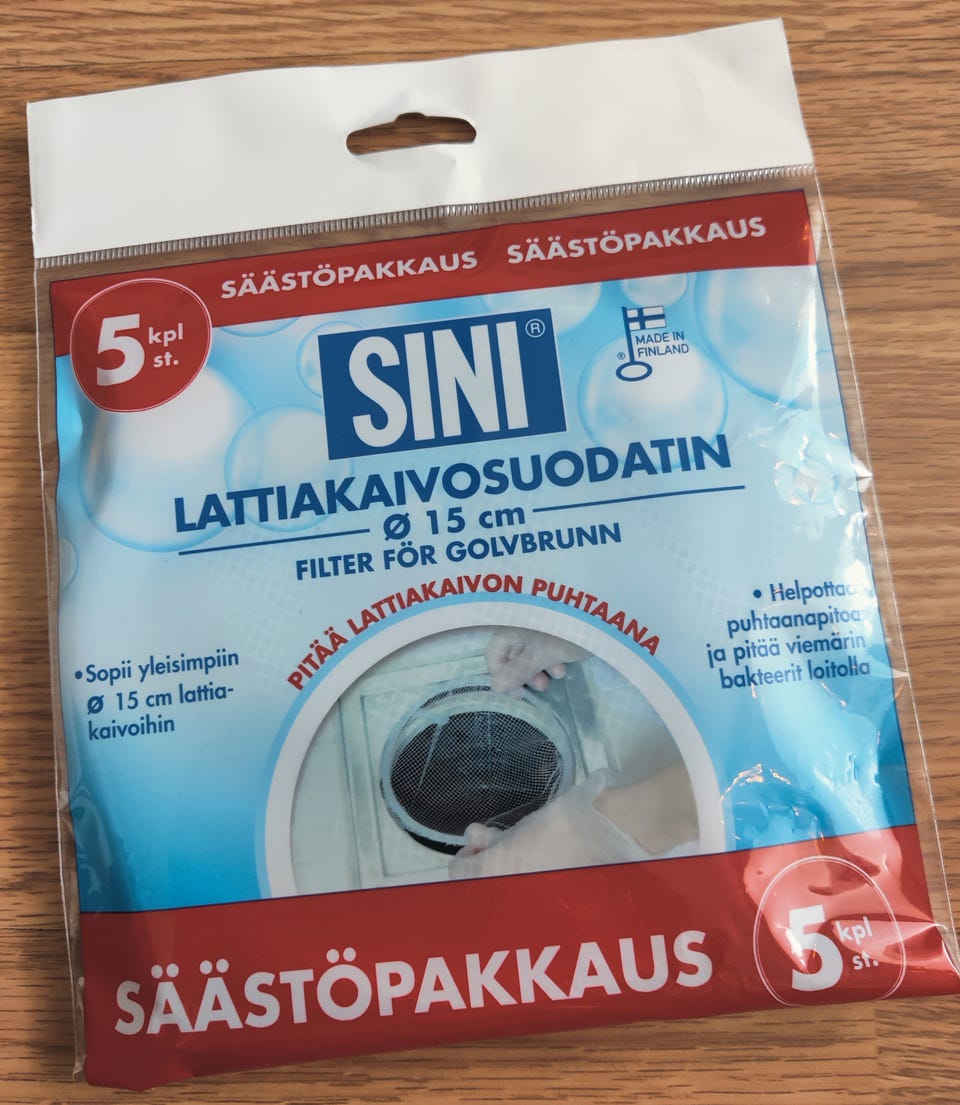 SÄÄSTÖPAKKAUS SÄÄSTÖPAKKAUS
5 kpl
st.
SINI®
MADE IN
FINLAND
®
LATTIAKAIVOSUODATIN
Ø 15 cm
FILTER FÖR GOLVBRUNN
PITÄÄ LATTIAKAIVON PUHTAANA
• Sopii yleisimpiin
Ø 15 cm lattia-
kaivoihin
• Helpottaa
puhtaanapitoa
ja pitää viemärin
bakteerit loitolla
SÄÄSTÖPAKKAUS
5 kpl
st.